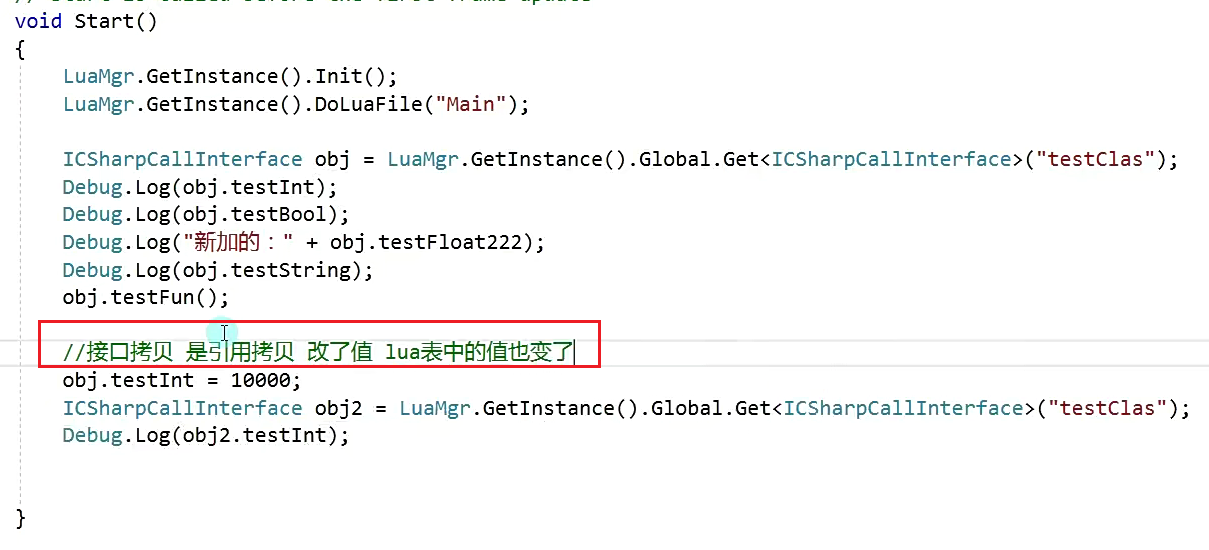 void Start()
{
LuaMgr.GetInstance().Init();
LuaMgr.GetInstance().DoLuaFile("Main");
ICSharpCallInterface obj = LuaMgr.GetInstance().Global.Get<ICSharpCallInterface>("testClas");
Debug.Log(obj.testInt);
Debug.Log(obj.testBool);
Debug.Log("新加的：" + obj.testFloat222);
Debug.Log(obj.testString);
obj.testFun();
//接口拷贝 是引用拷贝 改了值 lua表中的值也变了
obj.testInt = 10000;
ICSharpCallInterface obj2 = LuaMgr.GetInstance().Global.Get<ICSharpCallInterface>("testClas");
Debug.Log(obj2.testInt);
}